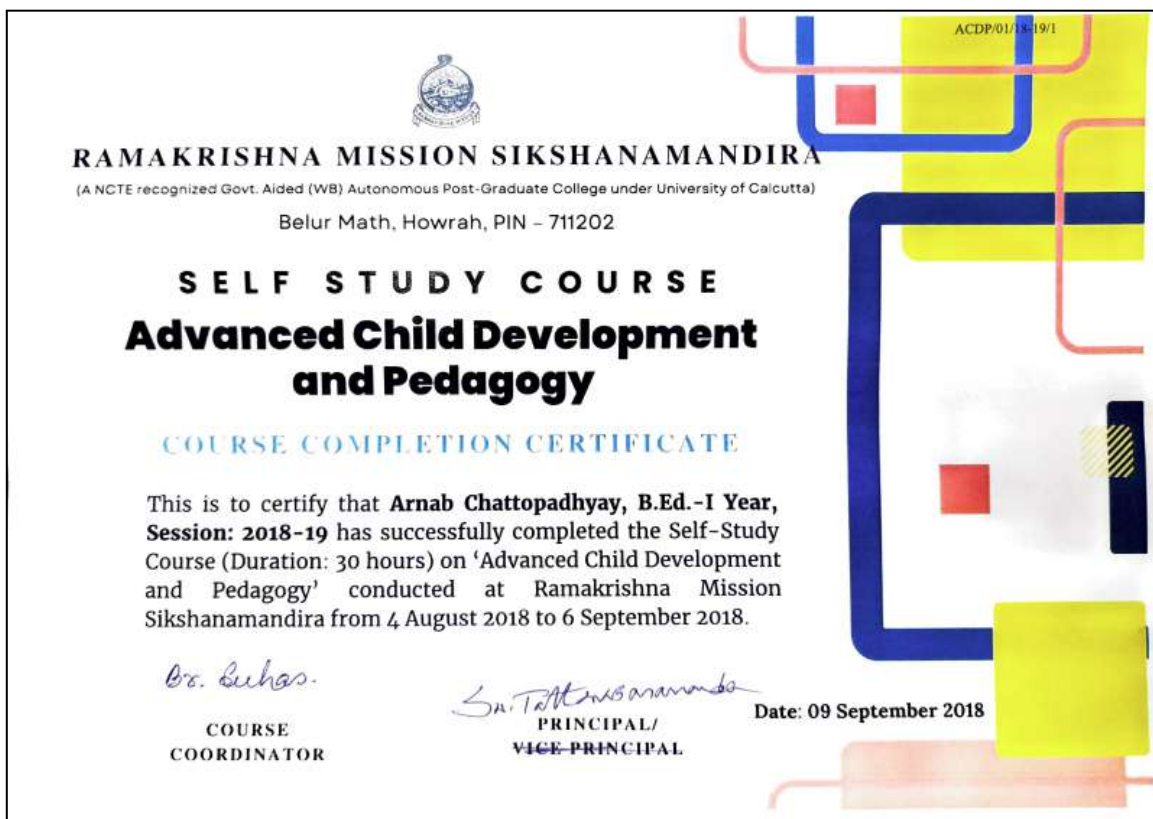 ACDP/01/18-19/1
RAMAKRISHNA MISSION SIKSHANAMANDIRA
(A NCTE recognized Govt. Aided (WB) Autonomous Post-Graduate College under University of Calcutta)
Belur Math, Howrah, PIN – 711202
SELF STUDY COURSE
Advanced Child Development
and Pedagogy
COURSE COMPLETION CERTIFICATE
This is to certify that Arnab Chattopadhyay, B.Ed.-I Year,
Session: 2018-19 has successfully completed the Self-Study
Course (Duration: 30 hours) on ‘Advanced Child Development
and Pedagogy’ conducted at Ramakrishna Mission
Sikshanamandira from 4 August 2018 to 6 September 2018.
Br. Suhas.
COURSE
COORDINATOR
PRINCIPAL/
VICE PRINCIPAL
Date: 09 September 2018